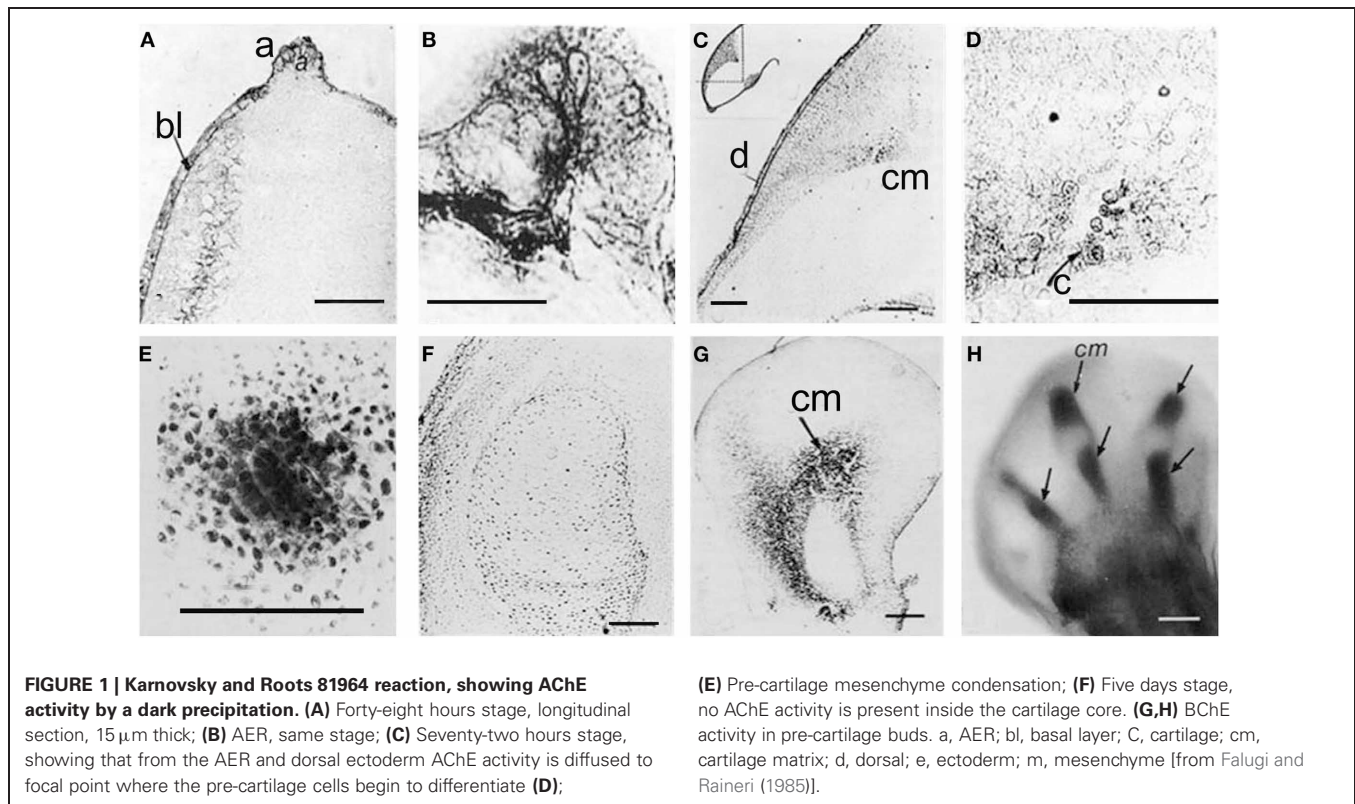 A
a
a
bl
B
C
d
cm
D
c
E
F
G
cm
H
cm
FIGURE 1 | Karnovsky and Roots 81964 reaction, showing AChE
activity by a dark precipitation. (A) Forty-eight hours stage, longitudinal
section, 15 μm thick; (B) AER, same stage; (C) Seventy-two hours stage,
showing that from the AER and dorsal ectoderm AChE activity is diffused to
focal point where the pre-cartilage cells begin to differentiate (D);
(E) Pre-cartilage mesenchyme condensation; (F) Five days stage,
no AChE activity is present inside the cartilage core. (G,H) BChE
activity in pre-cartilage buds. a, AER; bl, basal layer; C, cartilage; cm,
cartilage matrix; d, dorsal; e, ectoderm; m, mesenchyme [from Falugi and
Raineri (1985)].